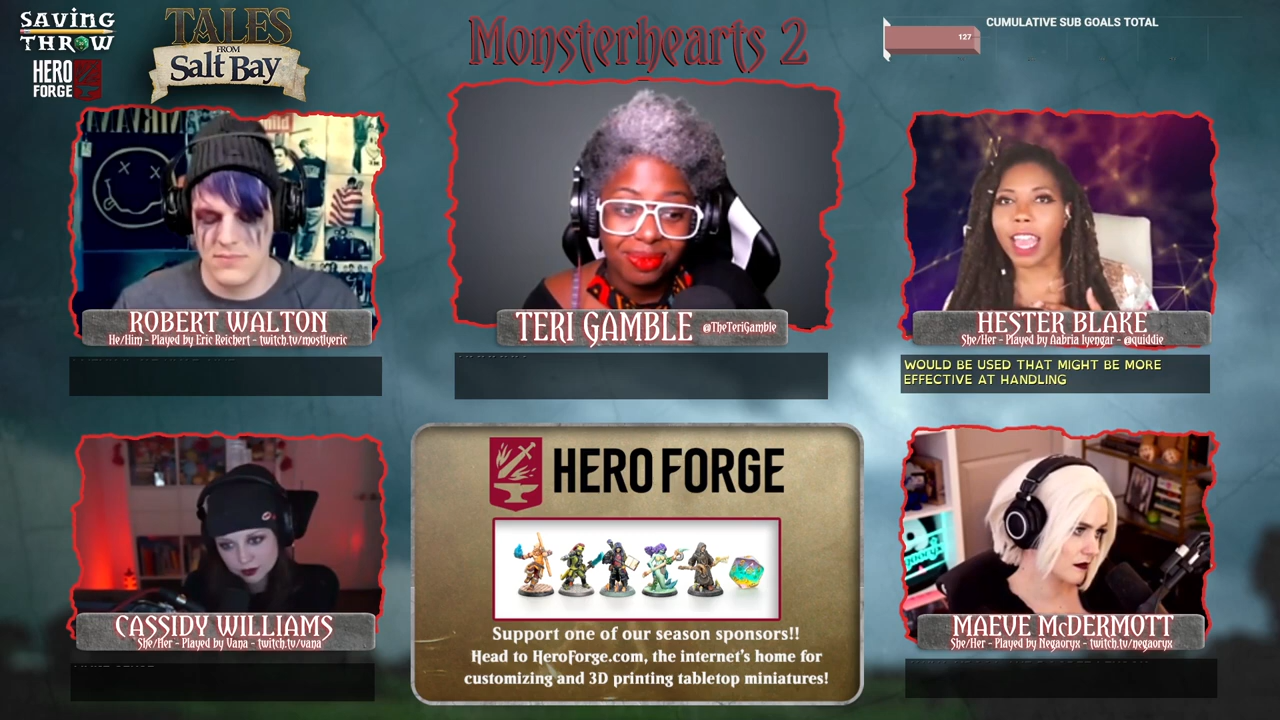 SAVING
THROW
HERO
FORGE
TALES
FROM
Salt Bay
Monsterhearts 2
CUMULATIVE SUB GOALS TOTAL
127
ROBERT WALTON
He/Him - Played by Eric Reichert - twitch.tv/mostlyeric
TERI GAMBLE @TheTeriGamble
HESTER BLAKE
She/Her - Played by Aabria Iyengar - @quiddie
WOULD BE USED THAT MIGHT BE MORE
EFFECTIVE AT HANDLING
CASSIDY WILLIAMS
She/Her - Played by Vana - twitch.tv/vana
HERO FORGE
Support one of our season sponsors!!
Head to HeroForge.com, the internet's home for
customizing and 3D printing tabletop miniatures!
MAEVE McDERMOTT
She/Her - Played by Negaoryx - twitch.tv/negaoryx